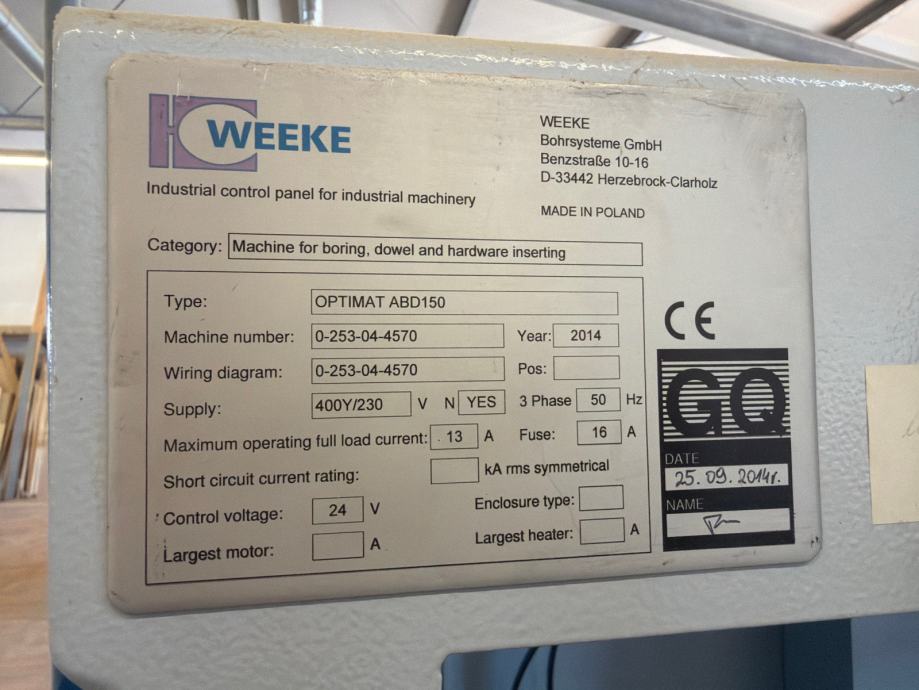 WEEKE
Industrial control panel for industrial machinery
WEEKE
Bohrsysteme GmbH
Benzstraße 10-16
D-33442 Herzebrock-Clarholz
MADE IN POLAND
Category: Machine for boring, dowel and hardware inserting
Type: OPTIMAT ABD150
Machine number: 0-253-04-4570 Year: 2014
Wiring diagram: 0-253-04-4570 Pos:
Supply: 400Y/230 V N YES 3 Phase 50 Hz
Maximum operating full load current: 13 A Fuse: 16 A
Short circuit current rating: kA rms symmetrical
Control voltage: 24 V Enclosure type:
Largest motor: A Largest heater: A
CE
GQ
DATE
25.09.2014r.
NAME